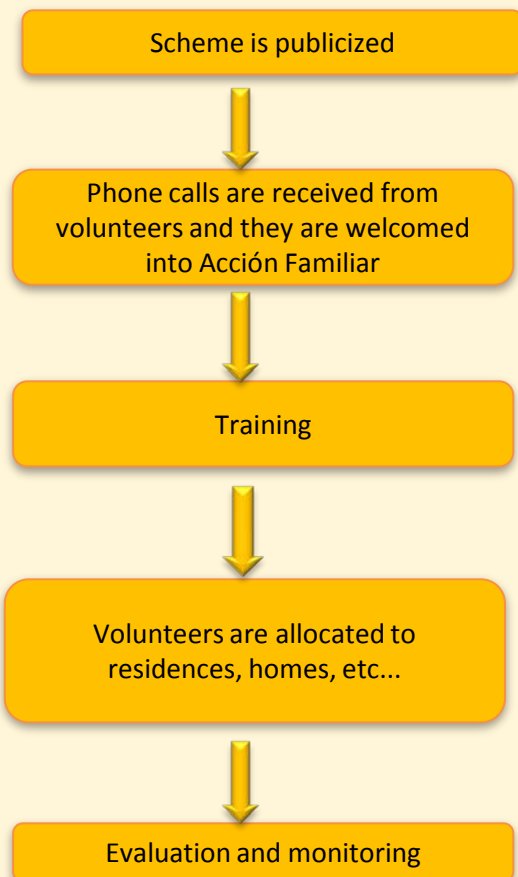 Scheme is publicized
Phone calls are received from
volunteers and they are welcomed
into Acción Familiar
Training
Volunteers are allocated to
residences, homes, etc...
Evaluation and monitoring